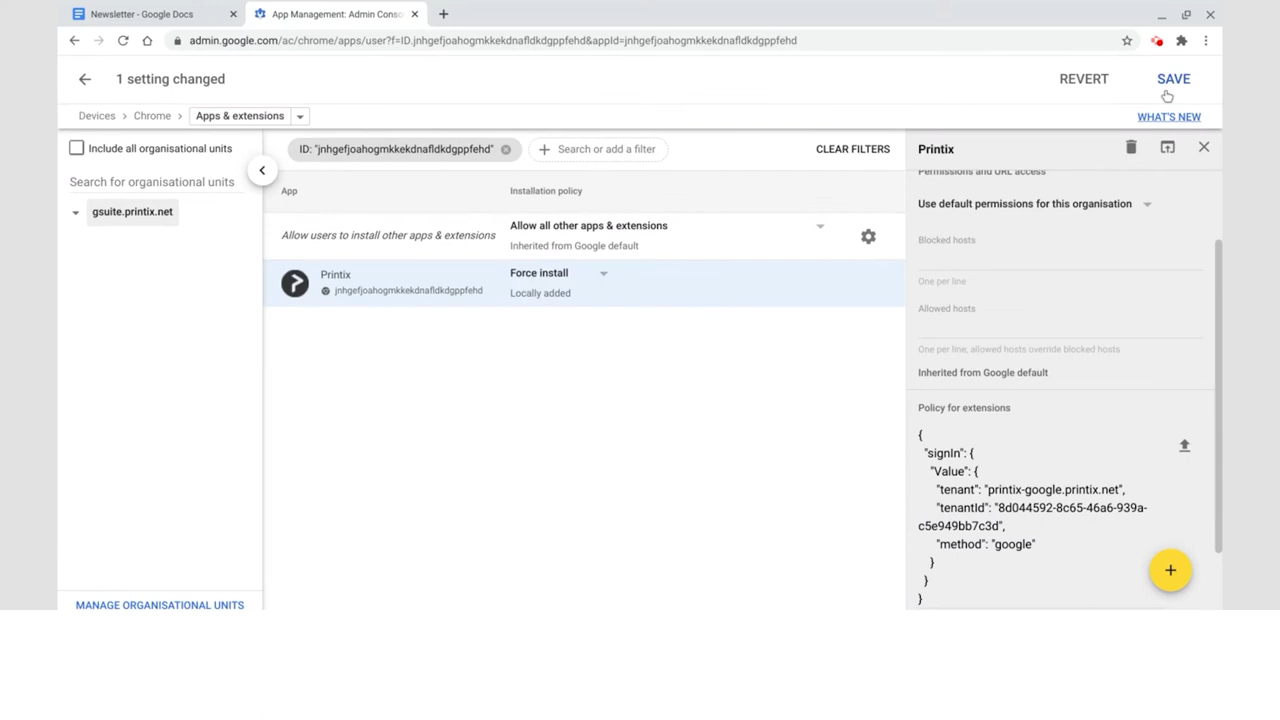 Newsletter - Google Docs
App Management: Admin Conso
admin.google.com/ac/chrome/apps/user?f=ID.jnhgefjoahogmkkekdnafldkdgppfehd&appId=jnhgefjoahogmkkekdnafldkdgppfehd
1 setting changed
REVERT
SAVE
Devices > Chrome > Apps & extensions
WHAT'S NEW
Include all organisational units
Search for organisational units
gsuite.printix.net
MANAGE ORGANISATIONAL UNITS
ID: "jnhgefjoahogmkkekdnafldkdgppfehd"
Search or add a filter
CLEAR FILTERS
App
Installation policy
Allow users to install other apps & extensions
Allow all other apps & extensions
Inherited from Google default
Printix
jnhgefjoahogmkkekdnafldkdgppfehd
Force install
Locally added
Printix
Permissions and URL access
Use default permissions for this organisation
Blocked hosts
One per line
Allowed hosts
One per line, allowed hosts override blocked hosts
Inherited from Google default
Policy for extensions
{
"signIn": {
"Value": {
"tenant": "printix-google.printix.net",
"tenantId": "8d044592-8c65-46a6-939a-
c5e949bb7c3d",
"method": "google"
}
}
}